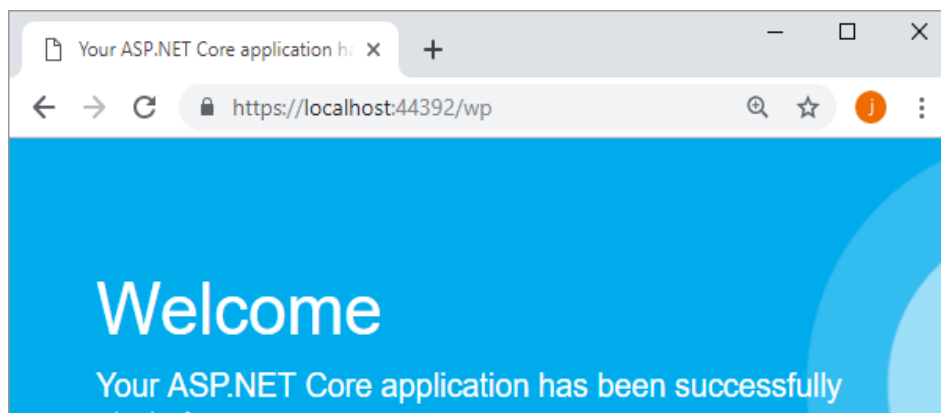 Your ASP.NET Core application ha
https://localhost:44392/wp
j
Welcome
Your ASP.NET Core application has been successfully